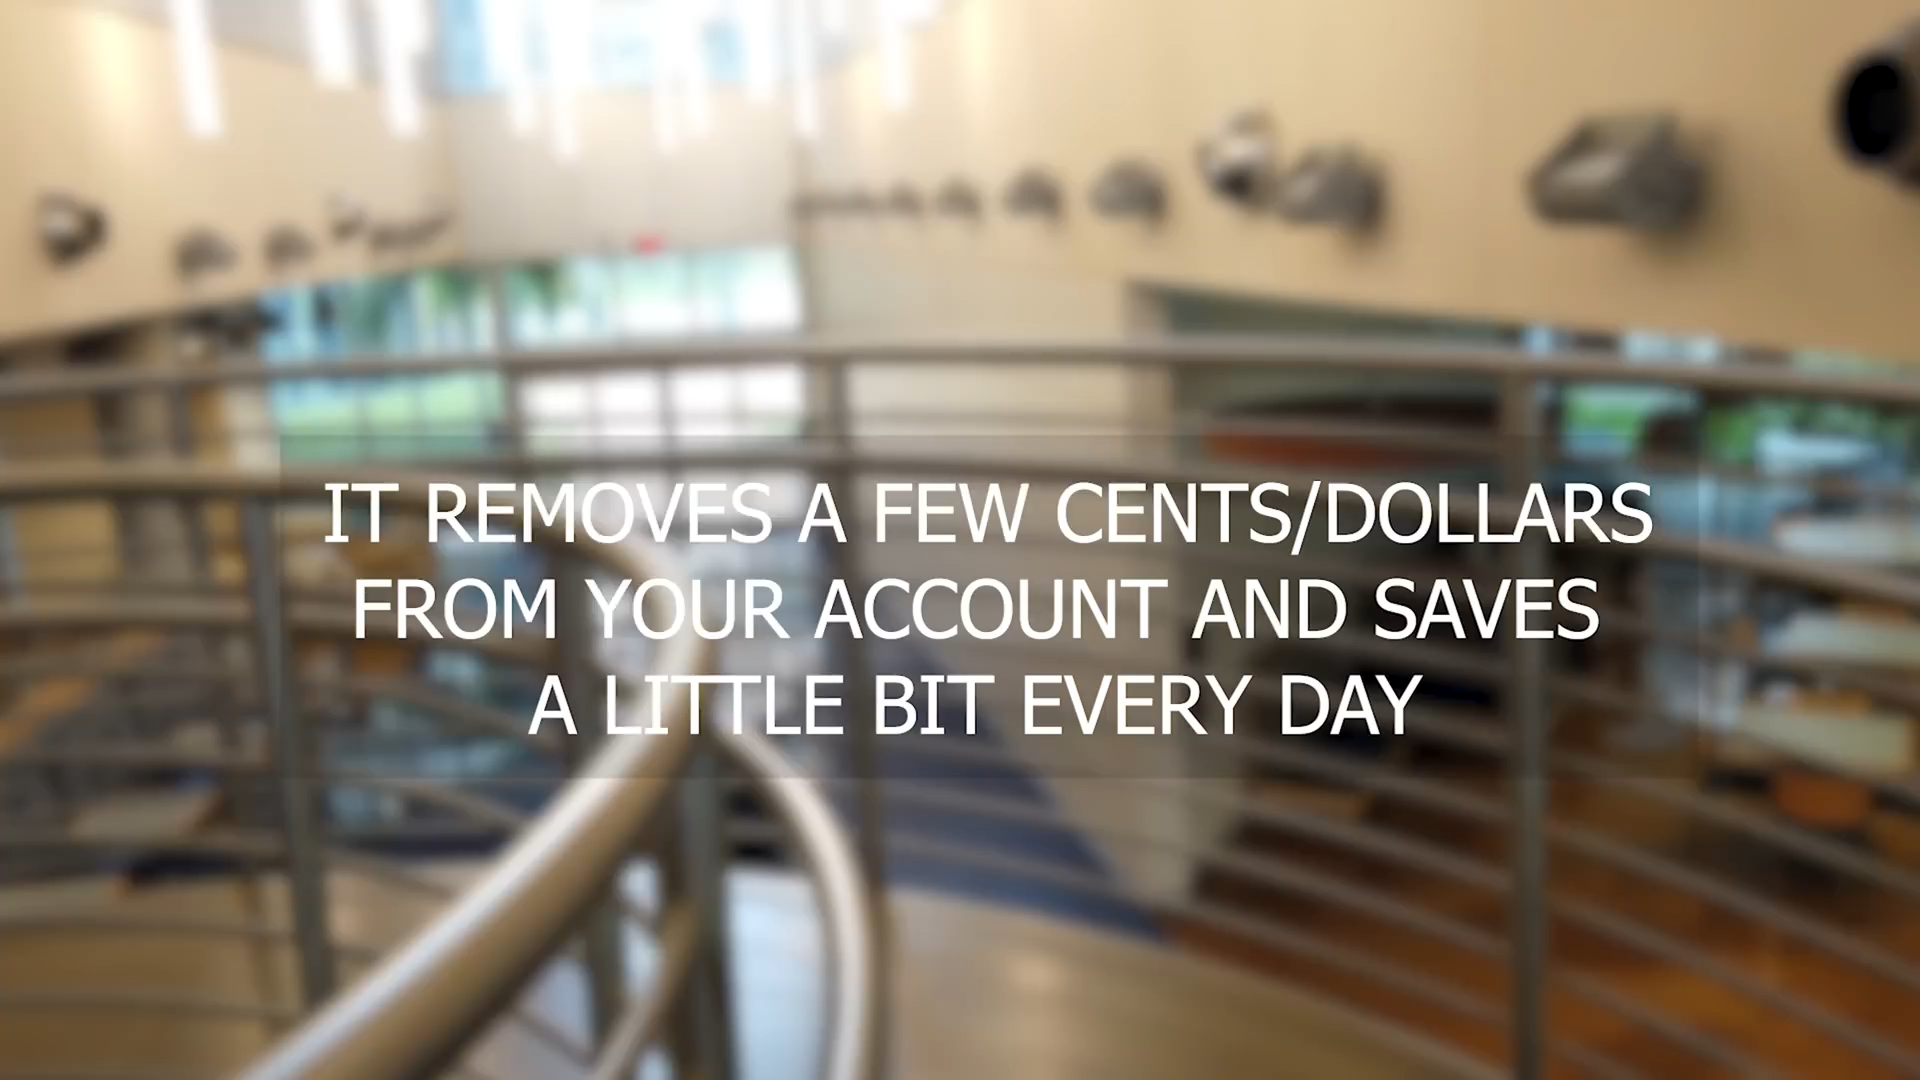 IT REMOVES A FEW CENTS/DOLLARS
FROM YOUR ACCOUNT AND SAVES
A LITTLE BIT EVERY DAY